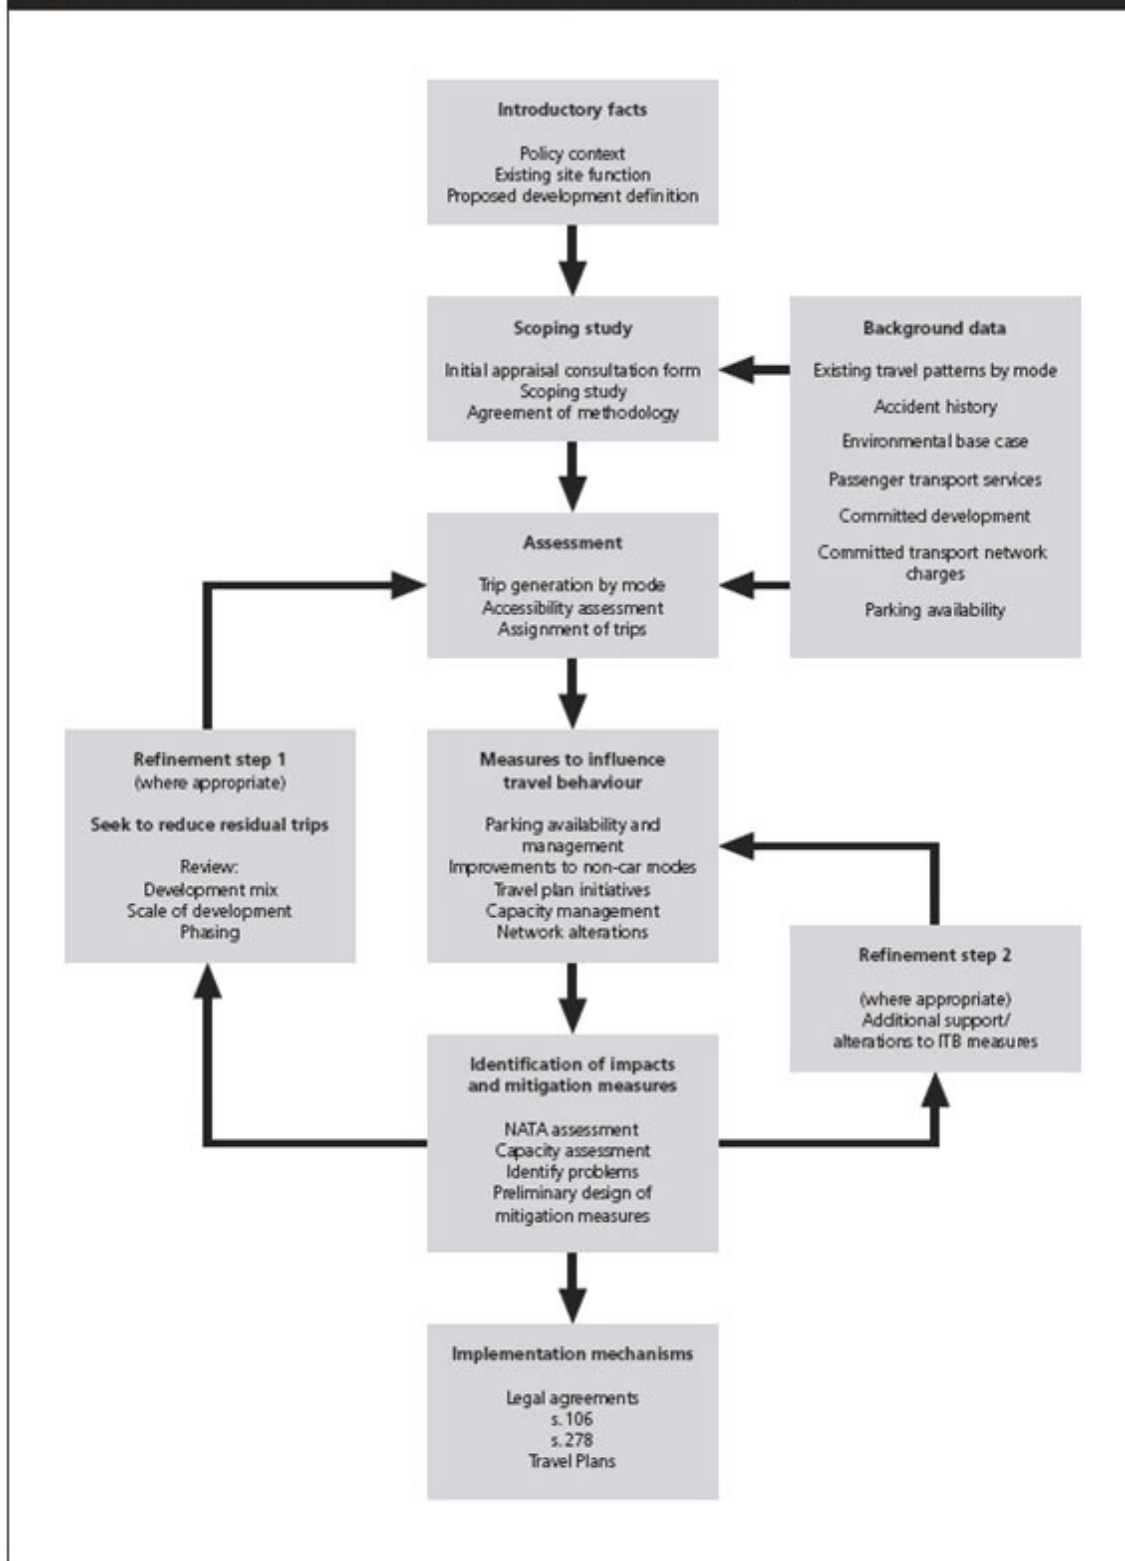 Introductory facts
Policy context
Existing site function
Proposed development definition
Scoping study
Initial appraisal consultation form
Scoping study
Agreement of methodology
Background data
Existing travel patterns by mode
Accident history
Environmental base case
Passenger transport services
Committed development
Committed transport network
charges
Parking availability
Assessment
Trip generation by mode
Accessibility assessment
Assignment of trips
Refinement step 1
(where appropriate)
Seek to reduce residual trips
Review:
Development mix
Scale of development
Phasing
Measures to influence
travel behaviour
Parking availability and
management
Improvements to non-car modes
Travel plan initiatives
Capacity management
Network alterations
Refinement step 2
(where appropriate)
Additional support/
alterations to ITB measures
Identification of impacts
and mitigation measures
NATA assessment
Capacity assessment
Identify problems
Preliminary design of
mitigation measures
Implementation mechanisms
Legal agreements
s.106
s.278
Travel Plans